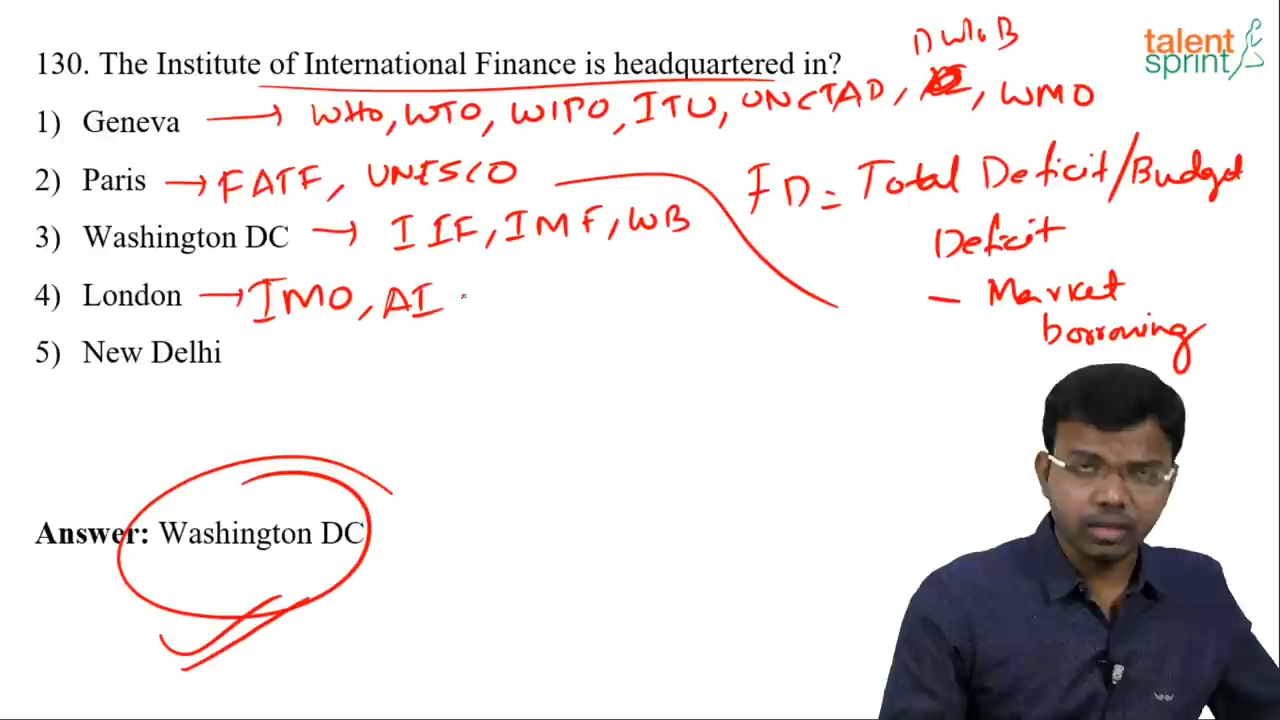 talent
sprint
130. The Institute of International Finance is headquartered in?
1) Geneva → WHO, WTO, WIPO, ITU, UNCTAD, , WMO
2) Paris → FATF, UNESCO
3) Washington DC → IIF, IMF, WB
4) London → IMO, AI
5) New Delhi
FD = Total Deficit/Budget
Deficit
- Market
borrowing
Answer: Washington DC